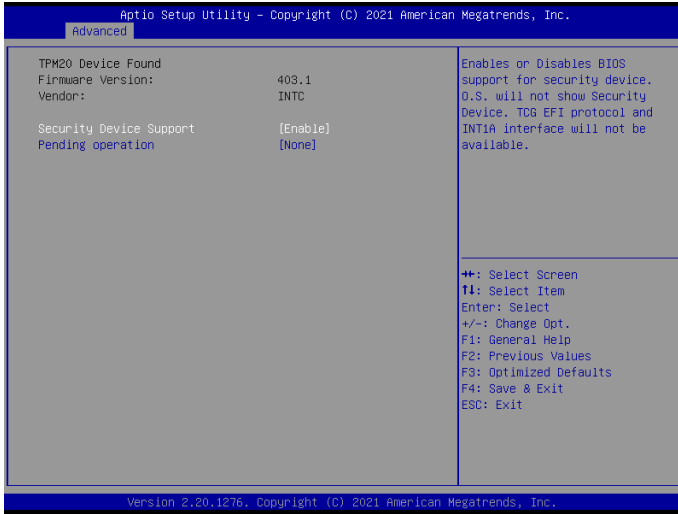 Aptio Setup Utility – Copyright (C) 2021 American Megatrends, Inc.
Advanced
TPM20 Device Found
Firmware Version: 403.1
Vendor: INTC
Security Device Support [Enable]
Pending operation [None]
Enables or Disables BIOS
support for security device.
O.S. will not show Security
Device. TCG EFI protocol and
INT1A interface will not be
available.
→←: Select Screen
↑↓: Select Item
Enter: Select
+/-: Change Opt.
F1: General Help
F2: Previous Values
F3: Optimized Defaults
F4: Save & Exit
ESC: Exit
Version 2.20.1276. Copyright (C) 2021 American Megatrends, Inc.